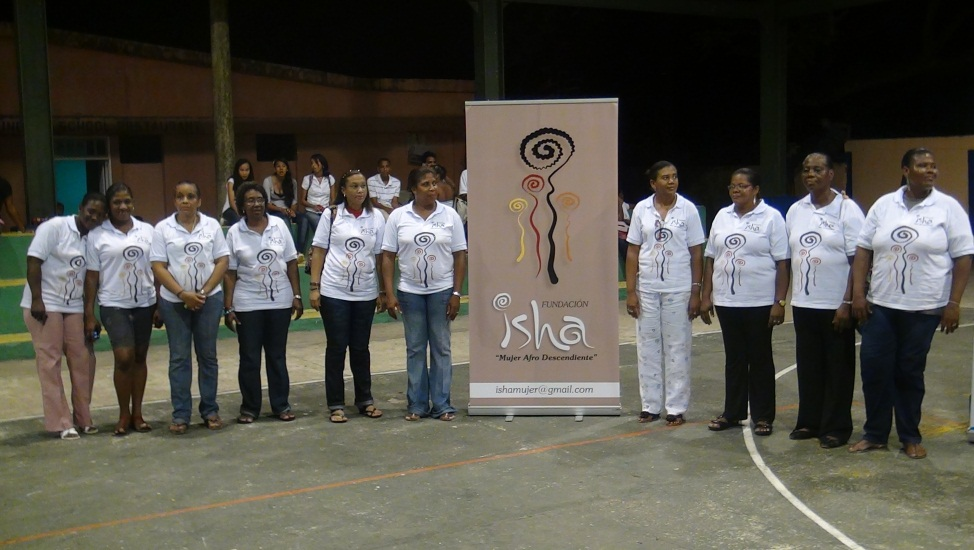 FUNDACIÓN
isha
"Mujer Afro Descendiente"
ishamujer@gmail.com